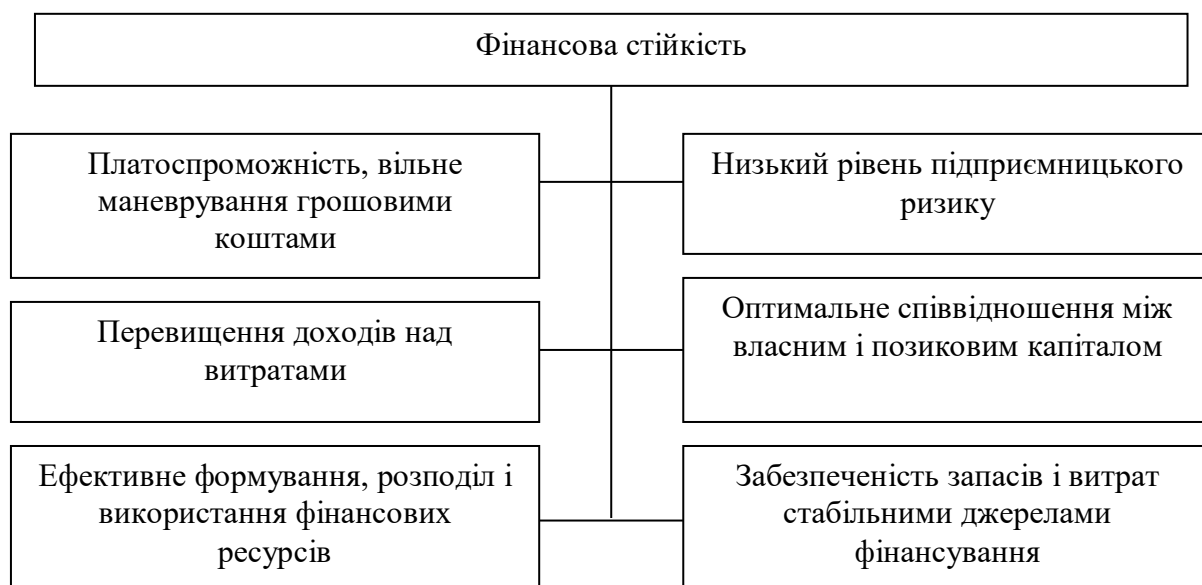 Фінансова стійкість
Платоспроможність, вільне
маневрування грошовими
коштами
Низький рівень підприємницького
ризику
Перевищення доходів над
витратами
Оптимальне співвідношення між
власним і позиковим капіталом
Ефективне формування, розподіл і
використання фінансових
ресурсів
Забезпеченість запасів і витрат
стабільними джерелами
фінансування